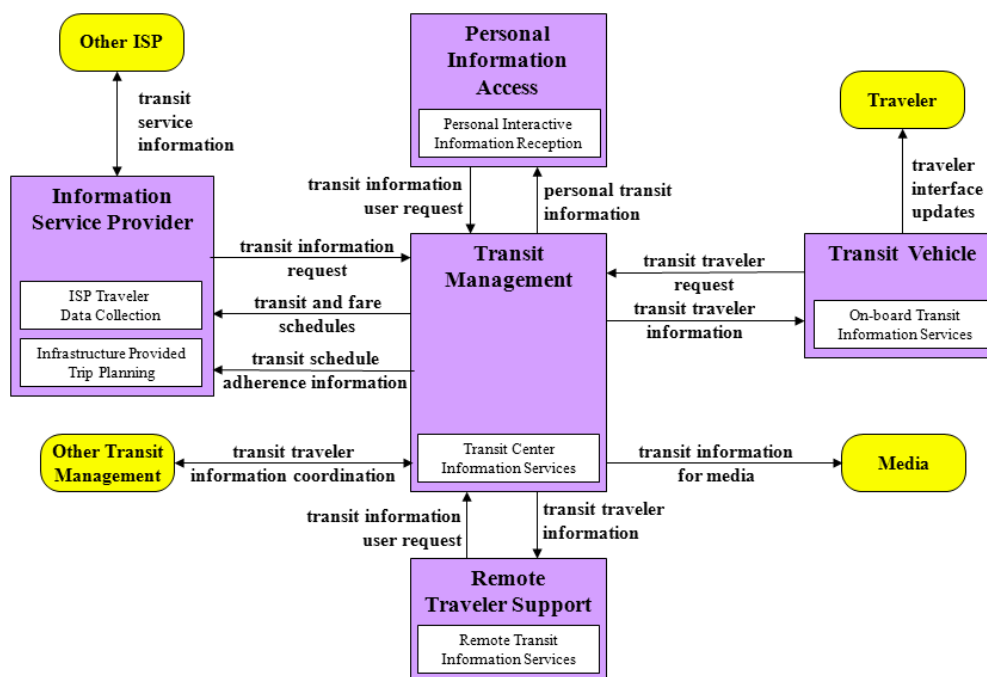 Other ISP
transit
service
information
Personal
Information
Access
Personal Interactive
Information Reception
Traveler
traveler
interface
updates
Information
Service Provider
ISP Traveler
Data Collection
Infrastructure Provided
Trip Planning
transit information
user request
personal transit
information
transit information
request
transit and fare
schedules
transit schedule
adherence information
Transit
Management
Transit Center
Information Services
transit traveler
request
transit traveler
information
Transit Vehicle
On-board Transit
Information Services
Other Transit
Management
transit traveler
information coordination
transit information
for media
Media
transit information
user request
transit traveler
information
Remote
Traveler Support
Remote Transit
Information Services